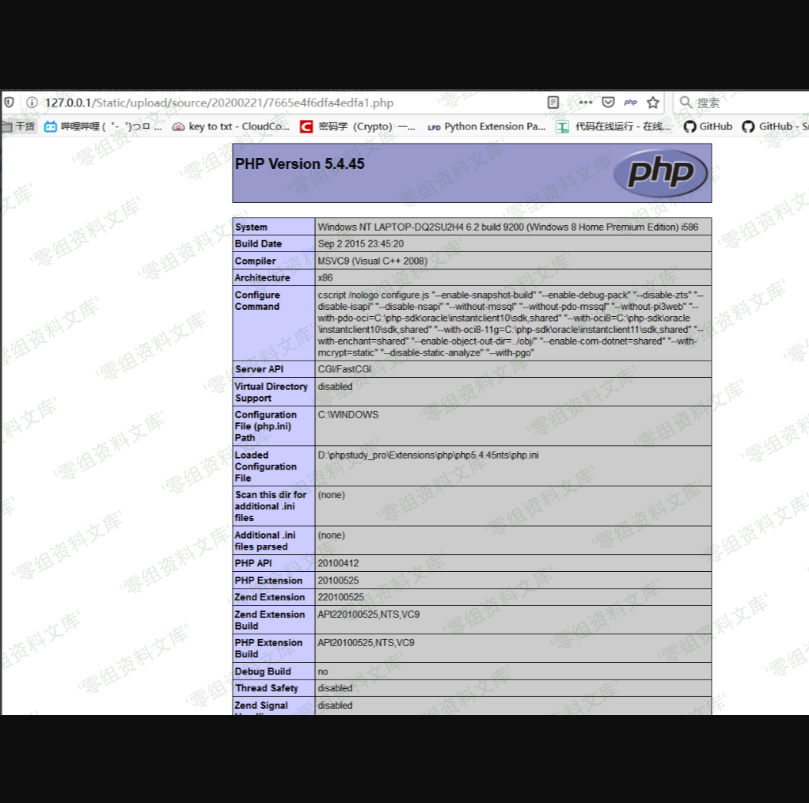 127.0.0.1/Static/upload/source/20200221/7665e4f6dfa4edfa1.php
搜索
干货
哔哩哔哩 ( ゜- ゜)つロ ...
key to txt - CloudCo...
密码学（Crypto）一...
Python Extension Pa...
代码在线运行 - 在线...
GitHub
GitHub
PHP Version 5.4.45
php
System Windows NT LAPTOP-DQ2SU2H4 6.2 build 9200 (Windows 8 Home Premium Edition) i586
Build Date Sep 2 2015 23:45:20
Compiler MSVC9 (Visual C++ 2008)
Architecture x86
Configure Command
cscript /nologo configure.js "--enable-snapshot-build" "--enable-debug-pack" "--disable-zts" "--
disable-isapi" "--disable-nsapi" "--without-mssql" "--without-pdo-mssql" "--without-pi3web" "--
with-pdo-oci=C:\php-sdk\oracle\instantclient10\sdk,shared" "--with-oci8=C:\php-sdk\oracle
\instantclient10\sdk,shared" "--with-oci8-11g=C:\php-sdk\oracle\instantclient11\sdk,shared" "--
with-enchant=shared" "--enable-object-out-dir=../obj/" "--enable-com-dotnet=shared" "--with-
mcrypt=static" "--disable-static-analyze" "--with-pgo"
Server API CGI/FastCGI
Virtual Directory Support disabled
Configuration File (php.ini) Path C:\WINDOWS
Loaded Configuration File D:\phpstudy_pro\Extensions\php\php5.4.45nts\php.ini
Scan this dir for additional .ini files (none)
Additional .ini files parsed (none)
PHP API 20100412
PHP Extension 20100525
Zend Extension 220100525
Zend Extension Build API220100525,NTS,VC9
PHP Extension Build API20100525,NTS,VC9
Debug Build no
Thread Safety disabled
Zend Signal disabled
零组资料文库